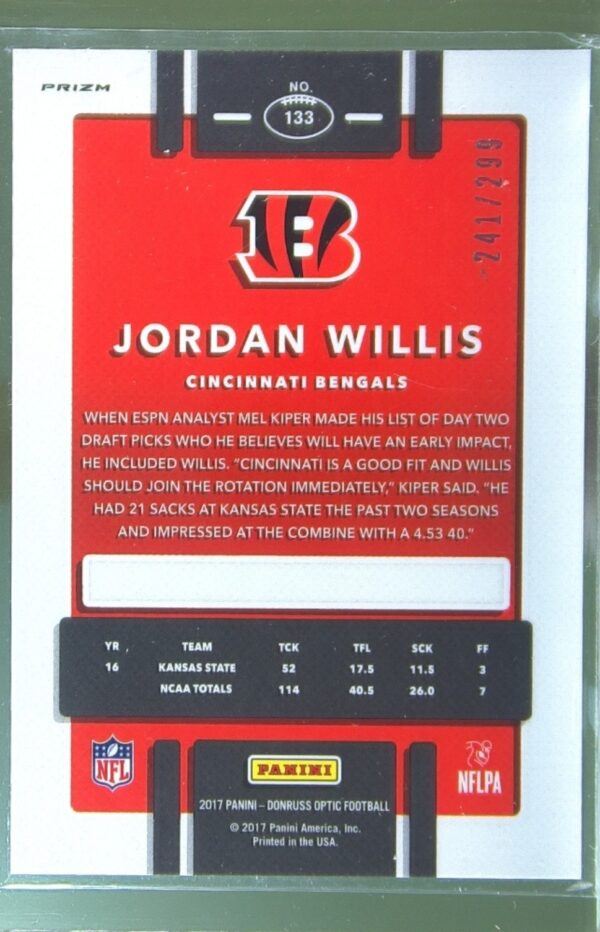 PRIZM
NO.
133
241/299
B
JORDAN WILLIS
CINCINNATI BENGALS
WHEN ESPN ANALYST MEL KIPER MADE HIS LIST OF DAY TWO
DRAFT PICKS WHO HE BELIEVES WILL HAVE AN EARLY IMPACT,
HE INCLUDED WILLIS. "CINCINNATI IS A GOOD FIT AND WILLIS
SHOULD JOIN THE ROTATION IMMEDIATELY," KIPER SAID. "HE
HAD 21 SACKS AT KANSAS STATE THE PAST TWO SEASONS
AND IMPRESSED AT THE COMBINE WITH A 4.53 40."
YR TEAM TCK TFL SCK FF
16 KANSAS STATE 52 17.5 11.5 3
NCAA TOTALS 114 40.5 26.0 7
NFL
PANINI
NFLPA
2017 PANINI – DONRUSS OPTIC FOOTBALL
© 2017 Panini America, Inc.
Printed in the USA.